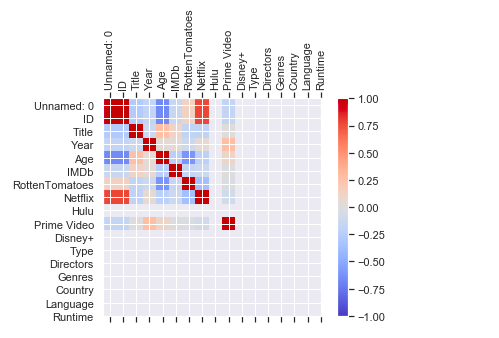 Unnamed: 0
ID
Title
Year
Age
IMDb
RottenTomatoes
Netflix
Hulu
Prime Video
Disney+
Type
Directors
Genres
Country
Language
Runtime
Unnamed: 0
ID
Title
Year
Age
IMDb
RottenTomatoes
Netflix
Hulu
Prime Video
Disney+
Type
Directors
Genres
Country
Language
Runtime
1.00
0.75
0.50
0.25
0.00
−0.25
−0.50
−0.75
−1.00